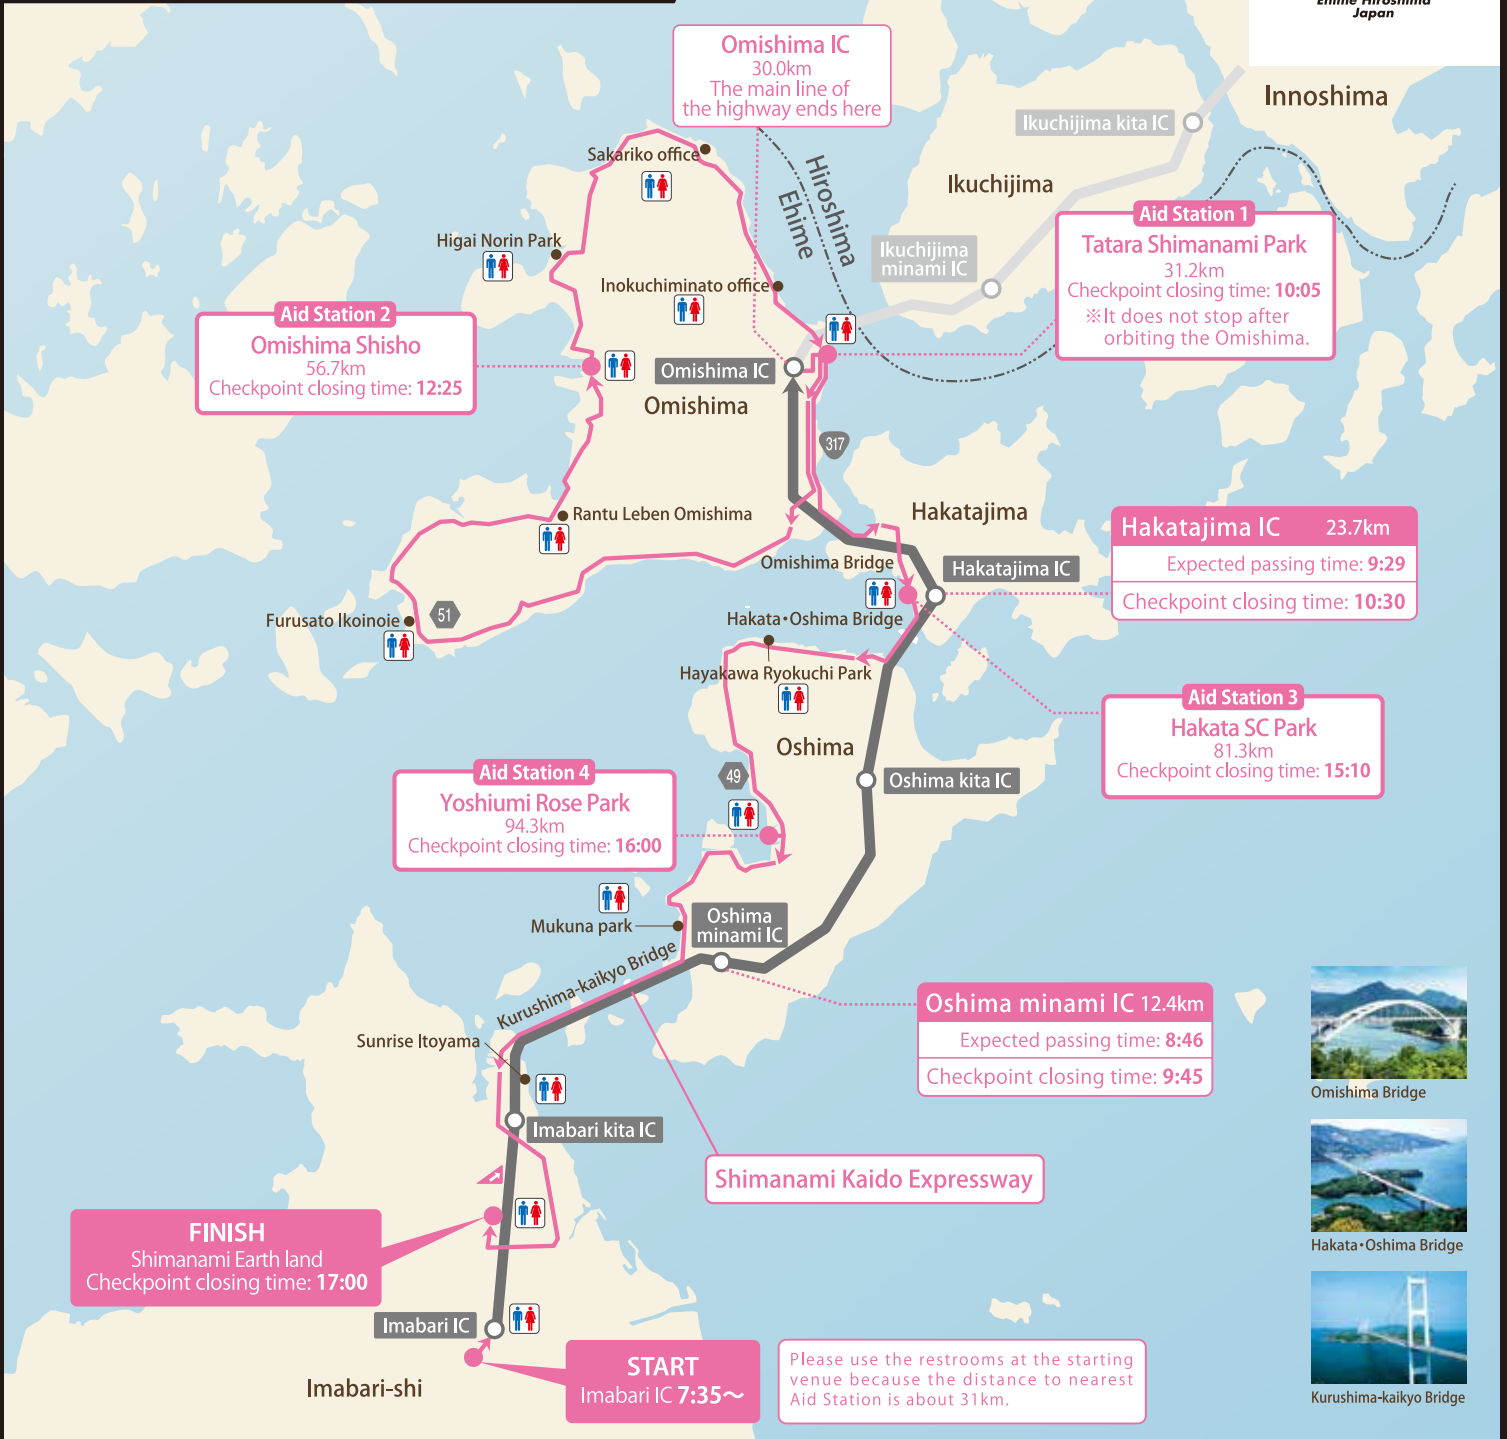 Ehime Hiroshima
Japan
Omishima IC
30.0km
The main line of
the highway ends here
Innoshima
Ikuchijima kita IC
Sakariko office
Hiroshima
Ehime
Ikuchijima
Aid Station 1
Tatara Shimanami Park
31.2km
Checkpoint closing time: 10:05
※It does not stop after
orbiting the Omishima.
Higai Norin Park
Ikuchijima
minami IC
Inokuchiminato office
Aid Station 2
Omishima Shisho
56.7km
Checkpoint closing time: 12:25
Omishima IC
Omishima
317
Rantu Leben Omishima
Hakatajima
Hakatajima IC 23.7km
Expected passing time: 9:29
Checkpoint closing time: 10:30
Omishima Bridge
Hakatajima IC
Furusato Ikoinoie
51
Hakata・Oshima Bridge
Hayakawa Ryokuchi Park
Aid Station 3
Hakata SC Park
81.3km
Checkpoint closing time: 15:10
Oshima
49
Oshima kita IC
Aid Station 4
Yoshiumi Rose Park
94.3km
Checkpoint closing time: 16:00
Mukuna park
Oshima
minami IC
Kurushima-kaikyo Bridge
Oshima minami IC 12.4km
Expected passing time: 8:46
Checkpoint closing time: 9:45
Sunrise Itoyama
Omishima Bridge
Imabari kita IC
Shimanami Kaido Expressway
FINISH
Shimanami Earth land
Checkpoint closing time: 17:00
Hakata・Oshima Bridge
Imabari IC
START
Imabari IC 7:35～
Please use the restrooms at the starting
venue because the distance to nearest
Aid Station is about 31km.
Imabari-shi
Kurushima-kaikyo Bridge